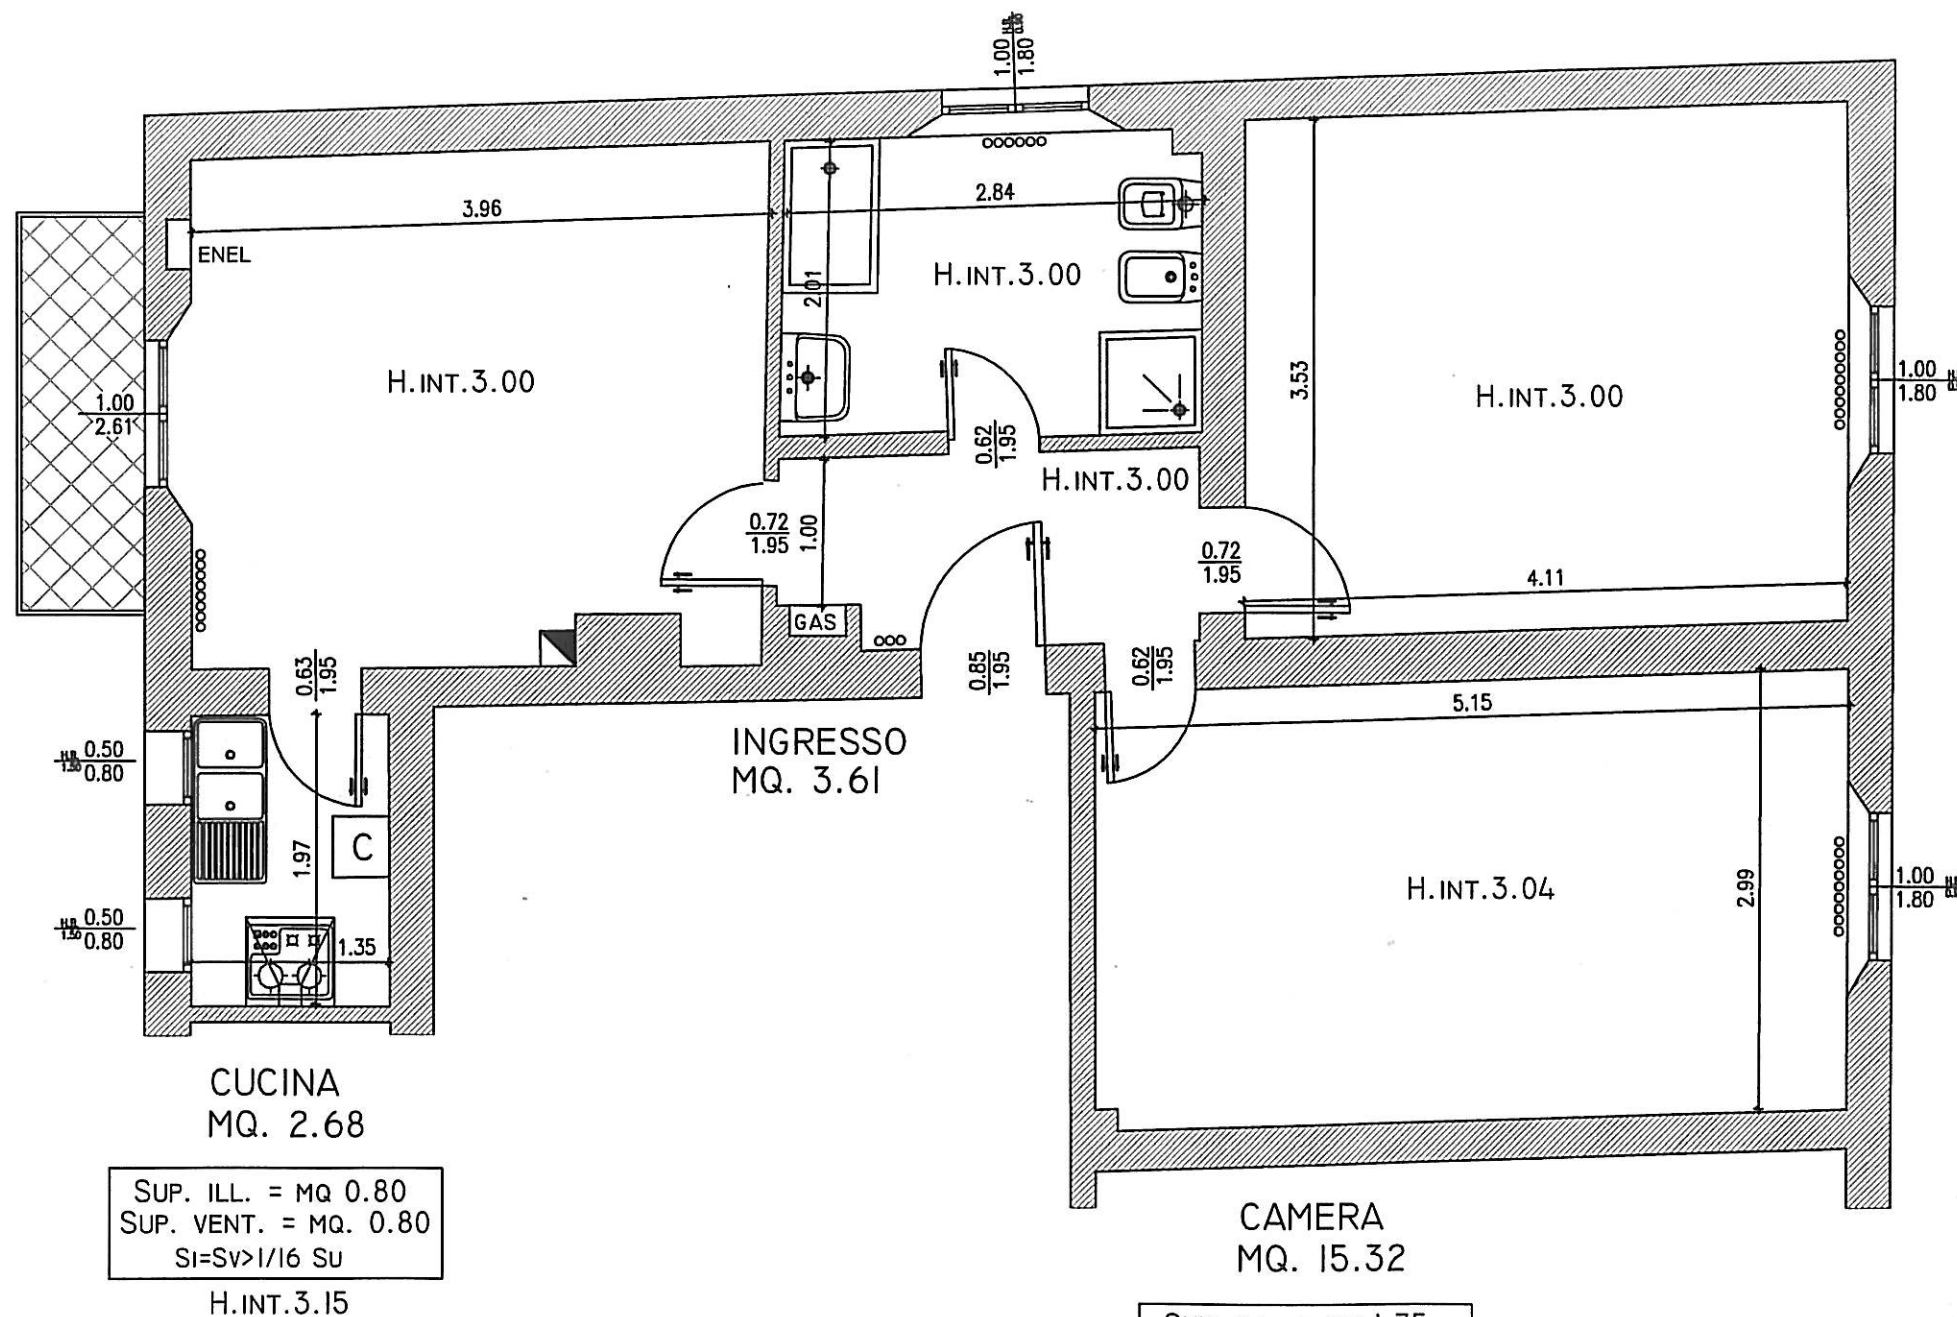 1.00
1.80
3.96
2.84
ENEL
2.01
H.INT.3.00
H.INT.3.00
3.53
H.INT.3.00
1.00
1.80
1.00
2.61
0.62
1.95
H.INT.3.00
0.72
1.95
1.00
0.72
1.95
4.11
GAS
0.63
1.95
0.85
1.95
0.62
1.95
5.15
INGRESSO
MQ. 3.61
0.50
0.80
1.97
C
H.INT.3.04
2.99
1.00
1.80
0.50
0.80
1.35
CUCINA
MQ. 2.68
SUP. ILL. = MQ 0.80
SUP. VENT. = MQ. 0.80
SI=SV>1/16 SU
H.INT.3.15
CAMERA
MQ. 15.32